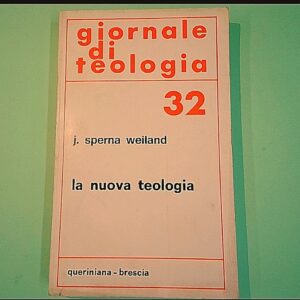 giornale
di
teologia
32
j. sperna weiland
la nuova teologia
queriniana - brescia